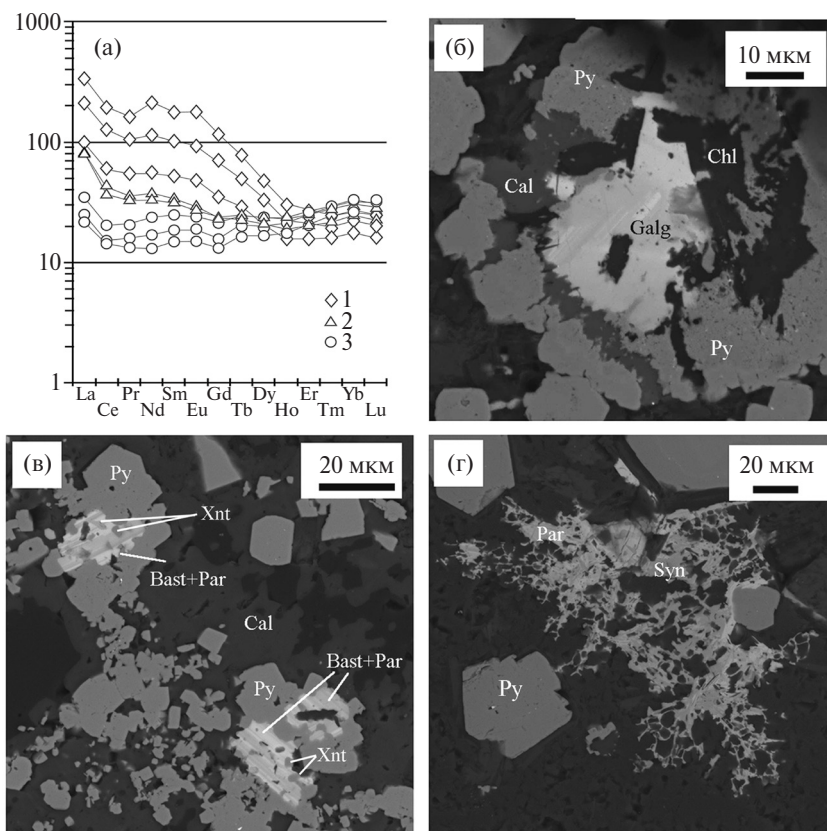 (а)
1000
100
10
1
1
2
3
La Pr Sm Gd Dy Er Yb
Ce Nd Eu Tb Ho Tm Lu
(б)
10 мкм
Py
Chl
Cal
Galg
Py
(в)
20 мкм
Py
Xnt
Bast+Par
Cal
Bast+Par
Py
Xnt
(г)
20 мкм
Par
Syn
Py